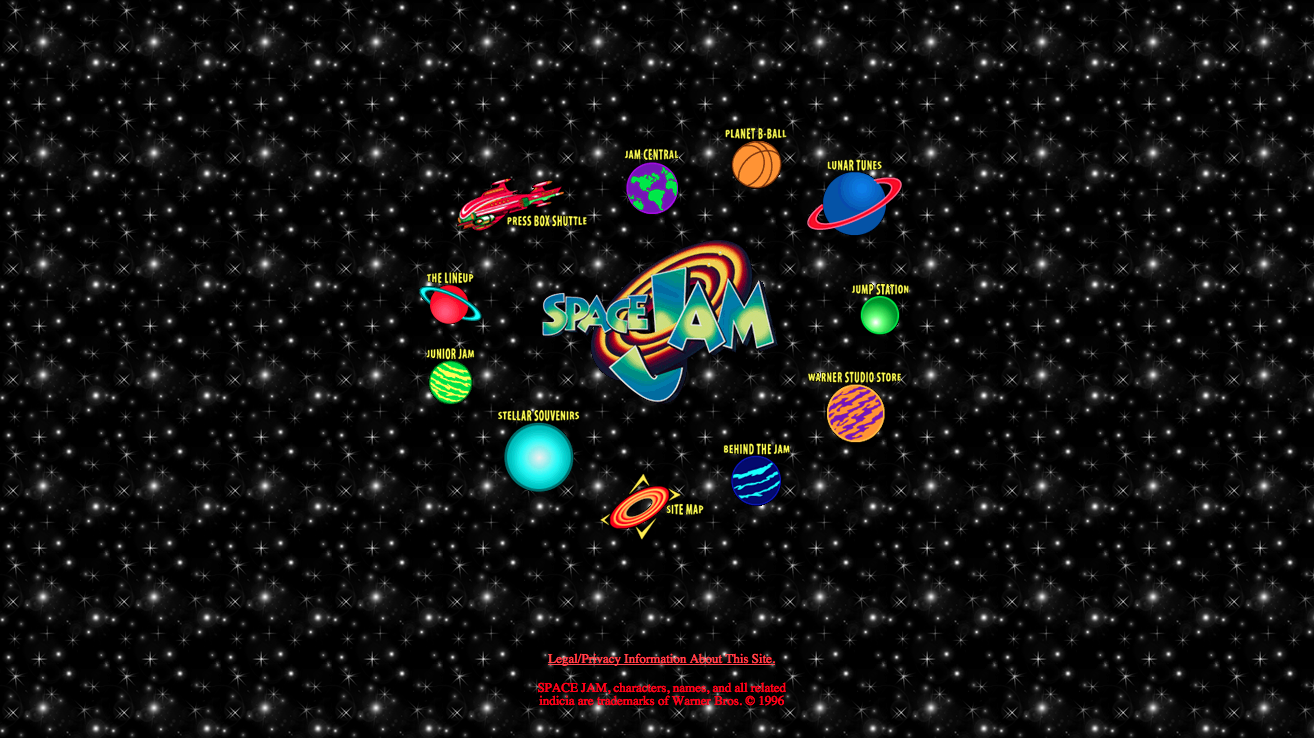 PLANET B-BALL
JAM CENTRAL
LUNAR TUNES
PRESS BOX SHUTTLE
THE LINEUP
JUMP STATION
SPACE JAM
JUNIOR JAM
WARNER STUDIO STORE
STELLAR SOUVENIRS
BEHIND THE JAM
SITE MAP
Legal/Privacy Information About This Site.
SPACE JAM, characters, names, and all related
indicia are trademarks of Warner Bros. © 1996